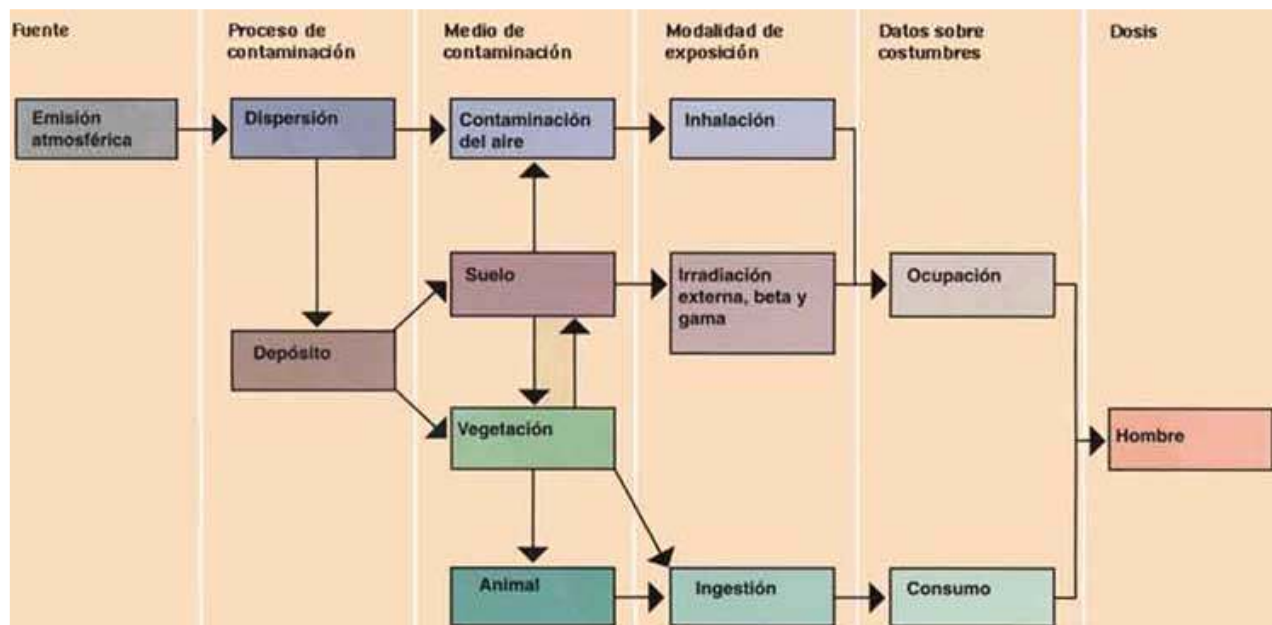 Fuente
Proceso de
contaminación
Medio de
contaminación
Modalidad de
exposición
Datos sobre
costumbres
Dosis
Emisión
atmosférica
Dispersión
Contaminación
del aire
Inhalación
Suelo
Irradiación
externa, beta y
gama
Ocupación
Depósito
Vegetación
Hombre
Animal
Ingestión
Consumo